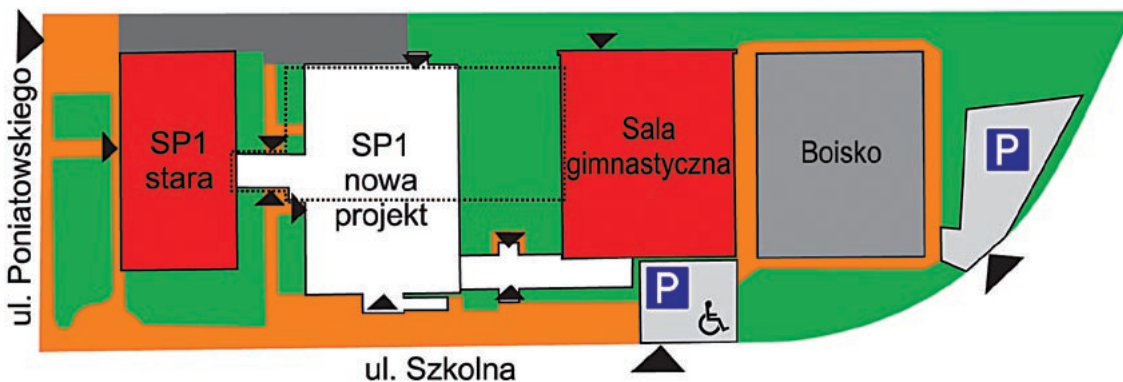 ul. Poniatowskiego
SP1
stara
SP1
nowa
projekt
Sala
gimnastyczna
Boisko
P
P
ul. Szkolna